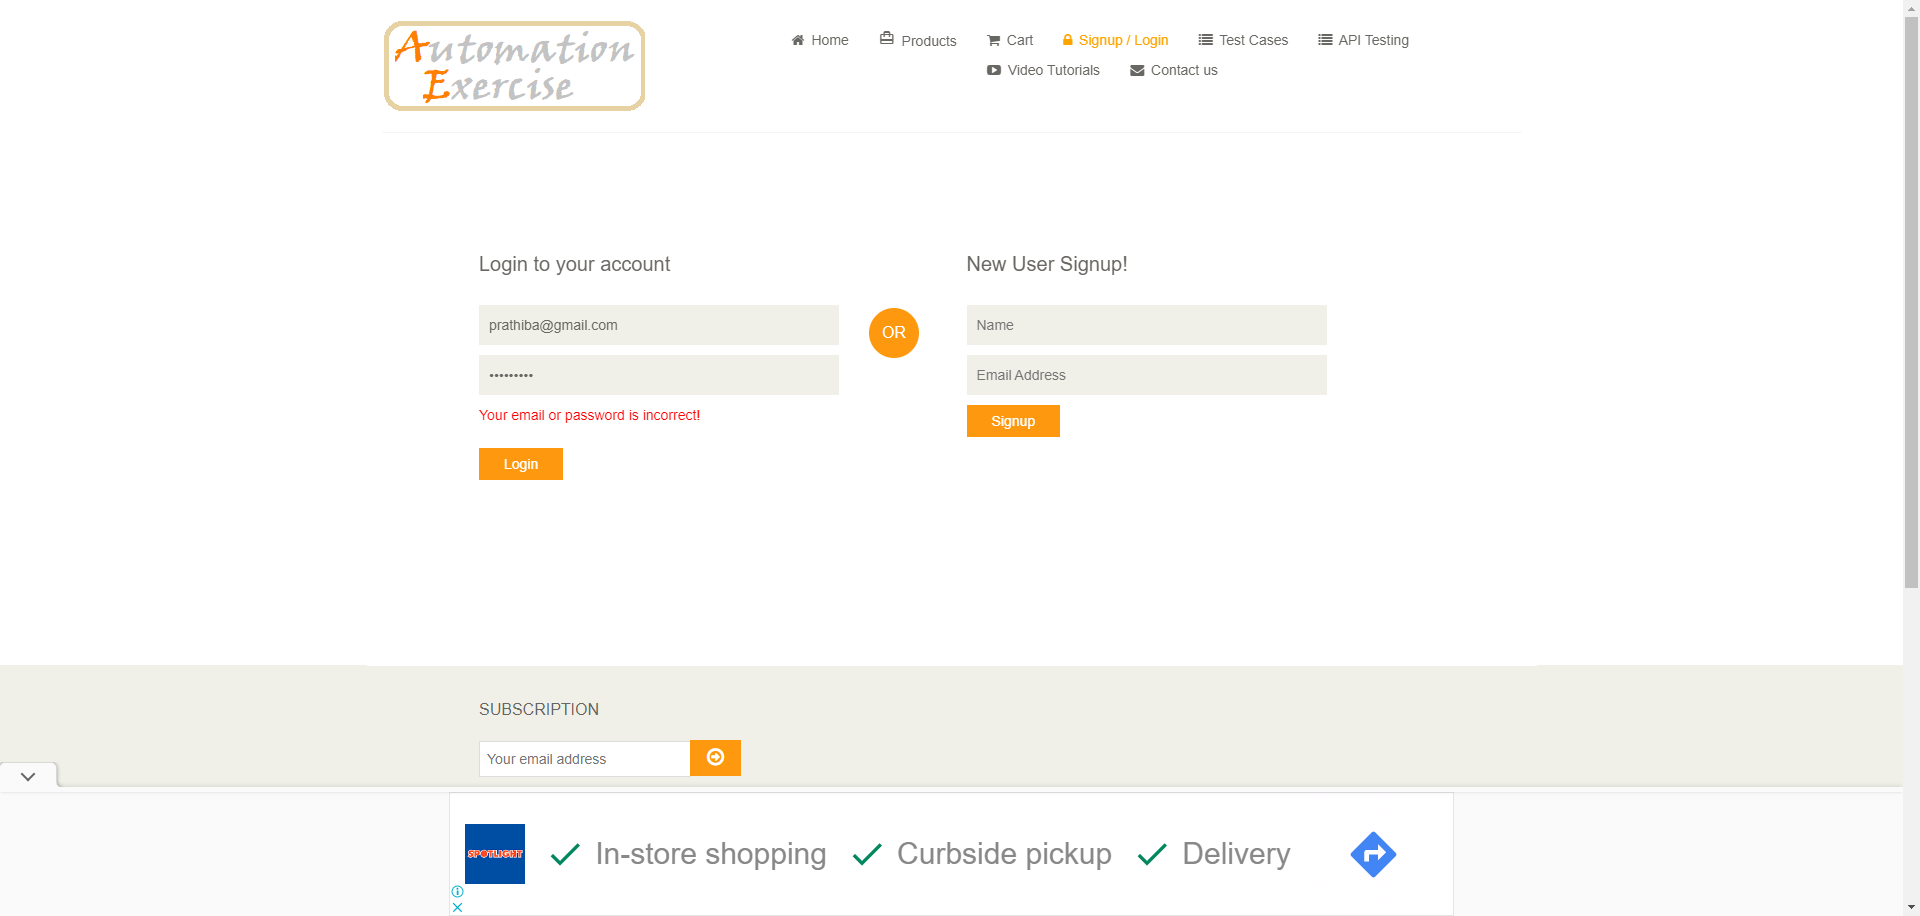 Automation
Exercise
Home
Products
Cart
Signup / Login
Test Cases
API Testing
Video Tutorials
Contact us
Login to your account
prathiba@gmail.com
•••••••••
Your email or password is incorrect!
Login
OR
New User Signup!
Name
Email Address
Signup
SUBSCRIPTION
Your email address
SPOTLIGHT
In-store shopping
Curbside pickup
Delivery